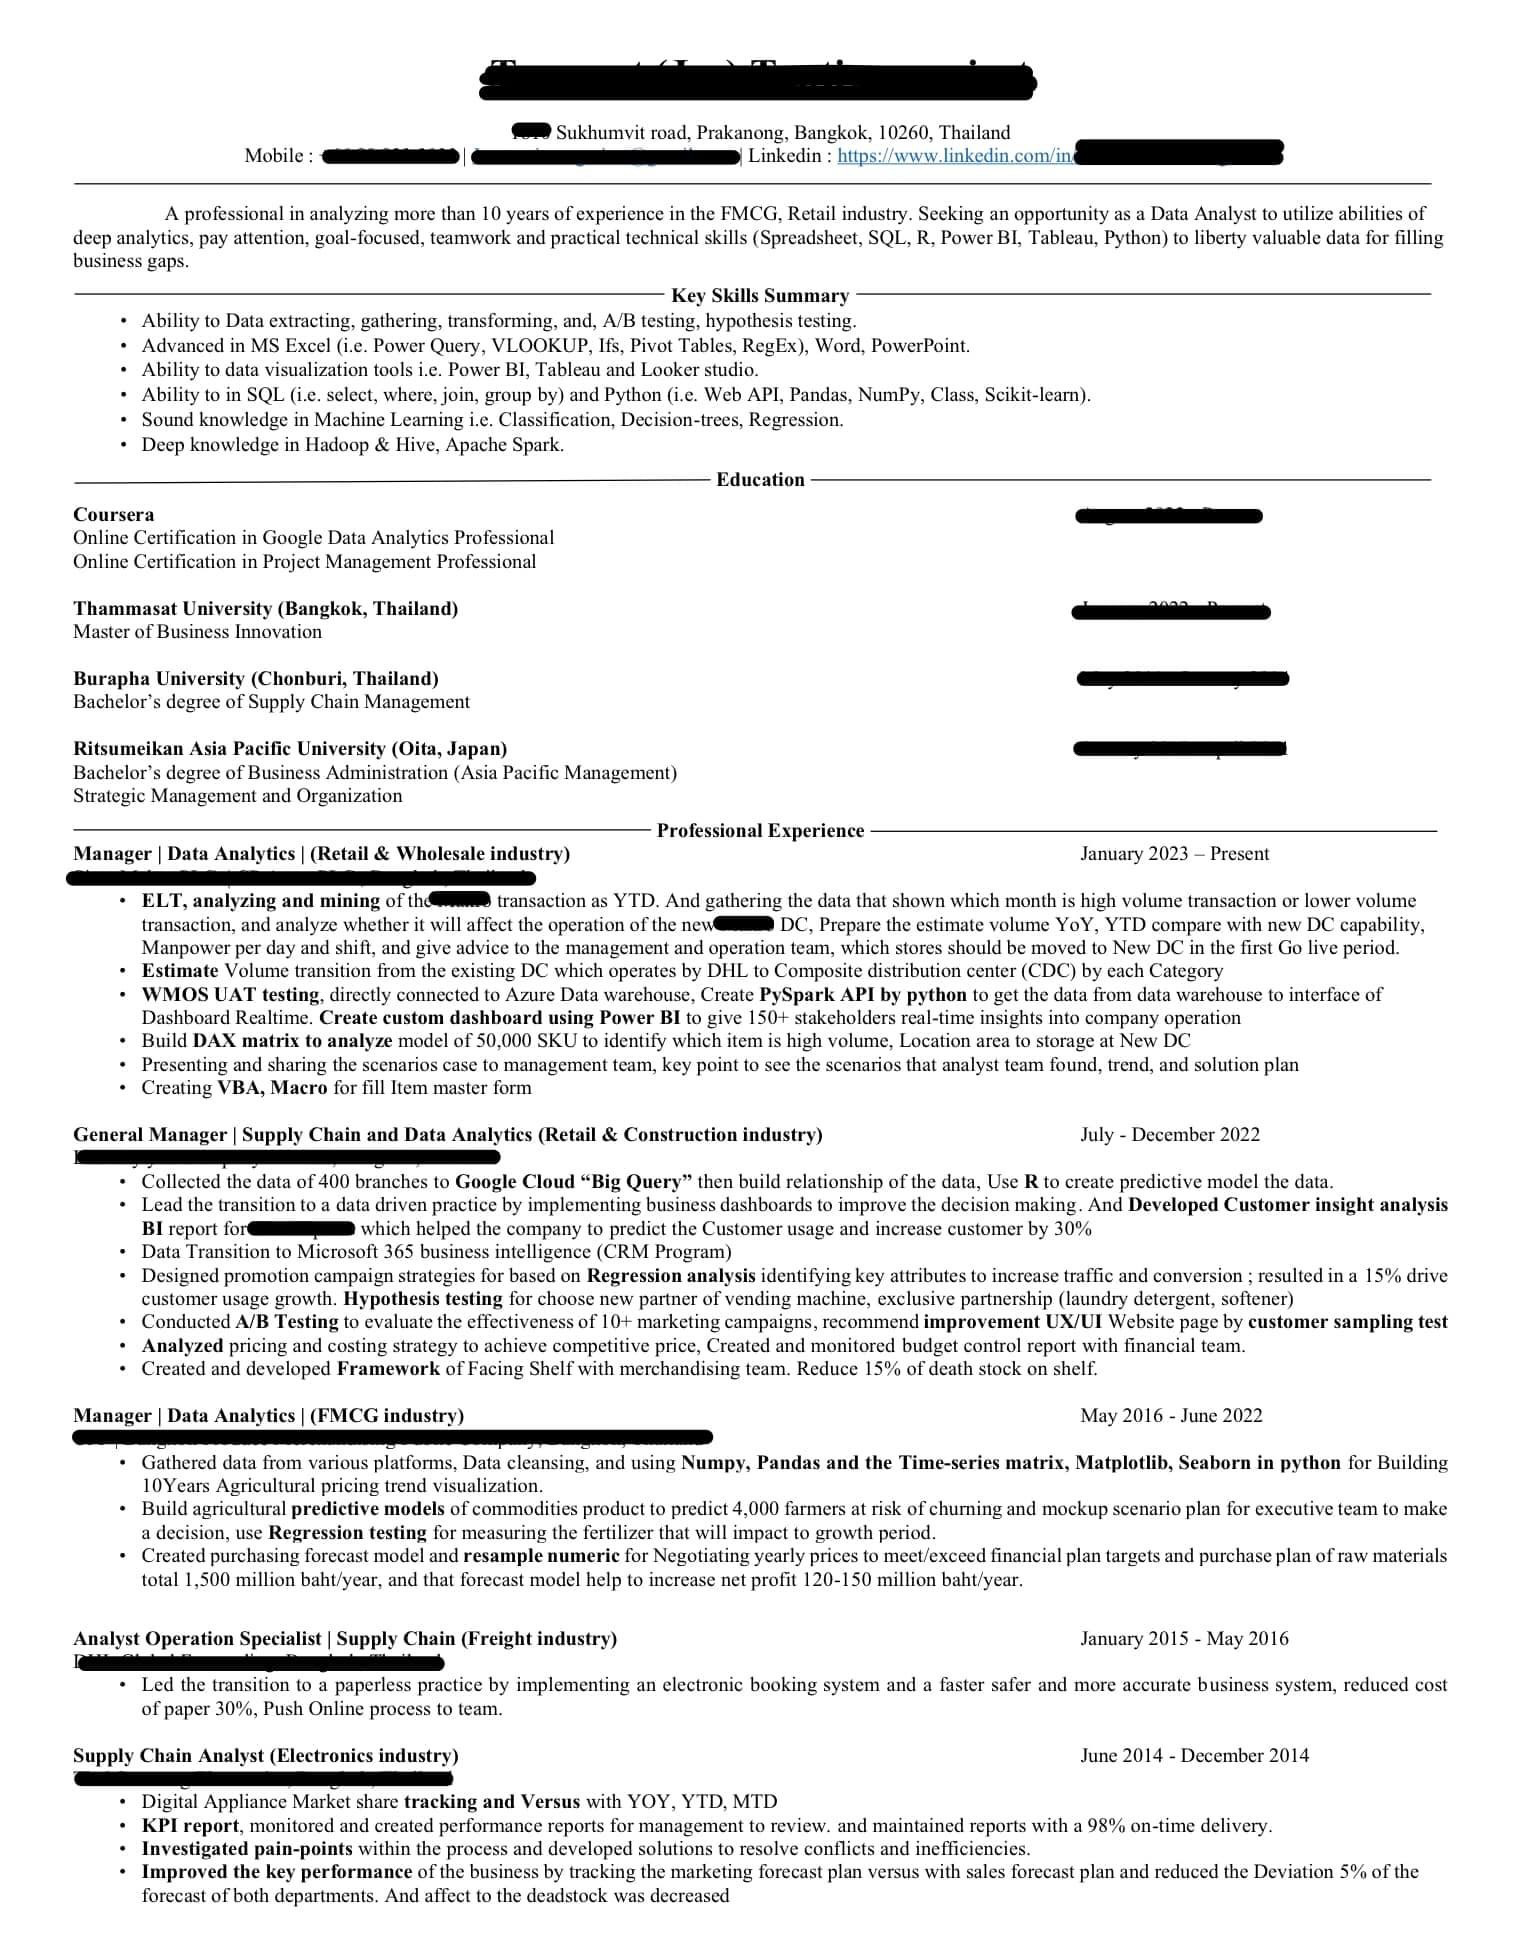 Sukhumvit road, Prakanong, Bangkok, 10260, Thailand
Mobile : | | Linkedin : https://www.linkedin.com/in
A professional in analyzing more than 10 years of experience in the FMCG, Retail industry. Seeking an opportunity as a Data Analyst to utilize abilities of
deep analytics, pay attention, goal-focused, teamwork and practical technical skills (Spreadsheet, SQL, R, Power BI, Tableau, Python) to liberty valuable data for filling
business gaps.
Key Skills Summary
• Ability to Data extracting, gathering, transforming, and, A/B testing, hypothesis testing.
• Advanced in MS Excel (i.e. Power Query, VLOOKUP, Ifs, Pivot Tables, RegEx), Word, PowerPoint.
• Ability to data visualization tools i.e. Power BI, Tableau and Looker studio.
• Ability to in SQL (i.e. select, where, join, group by) and Python (i.e. Web API, Pandas, NumPy, Class, Scikit-learn).
• Sound knowledge in Machine Learning i.e. Classification, Decision-trees, Regression.
• Deep knowledge in Hadoop & Hive, Apache Spark.
Education
Coursera
Online Certification in Google Data Analytics Professional
Online Certification in Project Management Professional
Thammasat University (Bangkok, Thailand)
Master of Business Innovation
Burapha University (Chonburi, Thailand)
Bachelor’s degree of Supply Chain Management
Ritsumeikan Asia Pacific University (Oita, Japan)
Bachelor’s degree of Business Administration (Asia Pacific Management)
Strategic Management and Organization
Professional Experience
Manager | Data Analytics | (Retail & Wholesale industry) January 2023 – Present
• ELT, analyzing and mining of the transaction as YTD. And gathering the data that shown which month is high volume transaction or lower volume
transaction, and analyze whether it will affect the operation of the new DC, Prepare the estimate volume YoY, YTD compare with new DC capability,
Manpower per day and shift, and give advice to the management and operation team, which stores should be moved to New DC in the first Go live period.
• Estimate Volume transition from the existing DC which operates by DHL to Composite distribution center (CDC) by each Category
• WMOS UAT testing, directly connected to Azure Data warehouse, Create PySpark API by python to get the data from data warehouse to interface of
Dashboard Realtime. Create custom dashboard using Power BI to give 150+ stakeholders real-time insights into company operation
• Build DAX matrix to analyze model of 50,000 SKU to identify which item is high volume, Location area to storage at New DC
• Presenting and sharing the scenarios case to management team, key point to see the scenarios that analyst team found, trend, and solution plan
• Creating VBA, Macro for fill Item master form
General Manager | Supply Chain and Data Analytics (Retail & Construction industry) July - December 2022
• Collected the data of 400 branches to Google Cloud “Big Query” then build relationship of the data, Use R to create predictive model the data.
• Lead the transition to a data driven practice by implementing business dashboards to improve the decision making. And Developed Customer insight analysis
BI report for which helped the company to predict the Customer usage and increase customer by 30%
• Data Transition to Microsoft 365 business intelligence (CRM Program)
• Designed promotion campaign strategies for based on Regression analysis identifying key attributes to increase traffic and conversion ; resulted in a 15% drive
customer usage growth. Hypothesis testing for choose new partner of vending machine, exclusive partnership (laundry detergent, softener)
• Conducted A/B Testing to evaluate the effectiveness of 10+ marketing campaigns, recommend improvement UX/UI Website page by customer sampling test
• Analyzed pricing and costing strategy to achieve competitive price, Created and monitored budget control report with financial team.
• Created and developed Framework of Facing Shelf with merchandising team. Reduce 15% of death stock on shelf.
Manager | Data Analytics | (FMCG industry) May 2016 - June 2022
• Gathered data from various platforms, Data cleansing, and using Numpy, Pandas and the Time-series matrix, Matplotlib, Seaborn in python for Building
10Years Agricultural pricing trend visualization.
• Build agricultural predictive models of commodities product to predict 4,000 farmers at risk of churning and mockup scenario plan for executive team to make
a decision, use Regression testing for measuring the fertilizer that will impact to growth period.
• Created purchasing forecast model and resample numeric for Negotiating yearly prices to meet/exceed financial plan targets and purchase plan of raw materials
total 1,500 million baht/year, and that forecast model help to increase net profit 120-150 million baht/year.
Analyst Operation Specialist | Supply Chain (Freight industry) January 2015 - May 2016
• Led the transition to a paperless practice by implementing an electronic booking system and a faster safer and more accurate business system, reduced cost
of paper 30%, Push Online process to team.
Supply Chain Analyst (Electronics industry) June 2014 - December 2014
• Digital Appliance Market share tracking and Versus with YOY, YTD, MTD
• KPI report, monitored and created performance reports for management to review. and maintained reports with a 98% on-time delivery.
• Investigated pain-points within the process and developed solutions to resolve conflicts and inefficiencies.
• Improved the key performance of the business by tracking the marketing forecast plan versus with sales forecast plan and reduced the Deviation 5% of the
forecast of both departments. And affect to the deadstock was decreased